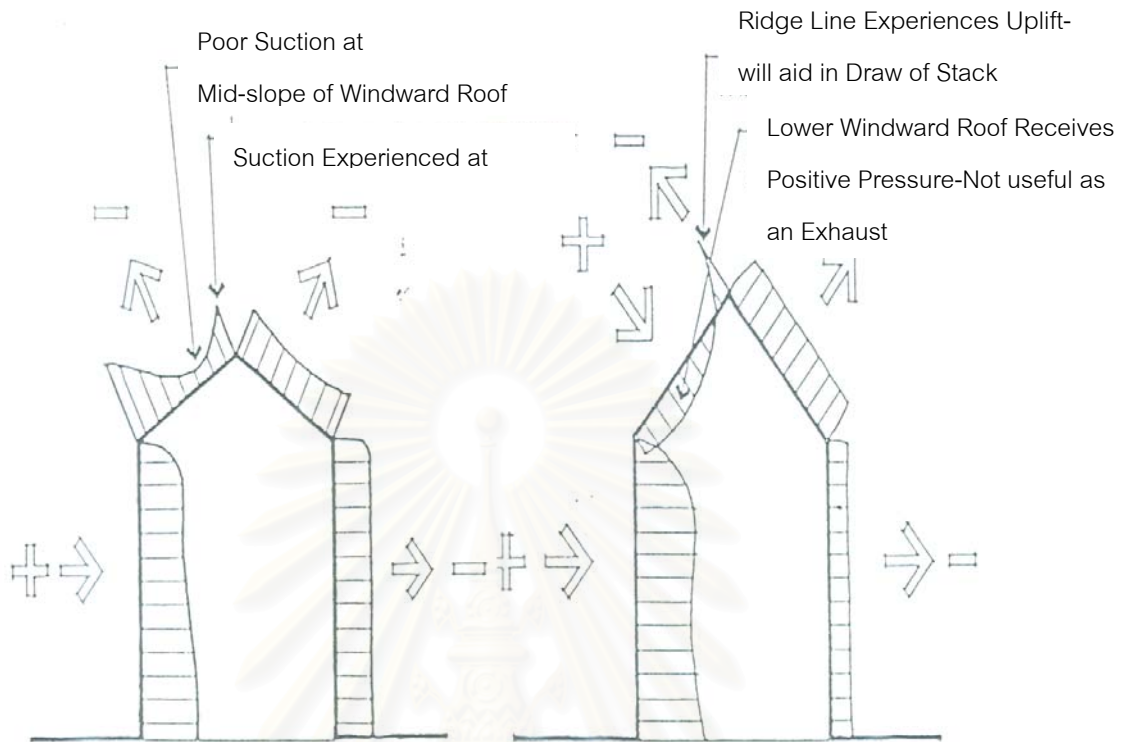 Poor Suction at
Mid-slope of Windward Roof
Suction Experienced at
Ridge Line Experiences Uplift-
will aid in Draw of Stack
Lower Windward Roof Receives
Positive Pressure-Not useful as
an Exhaust